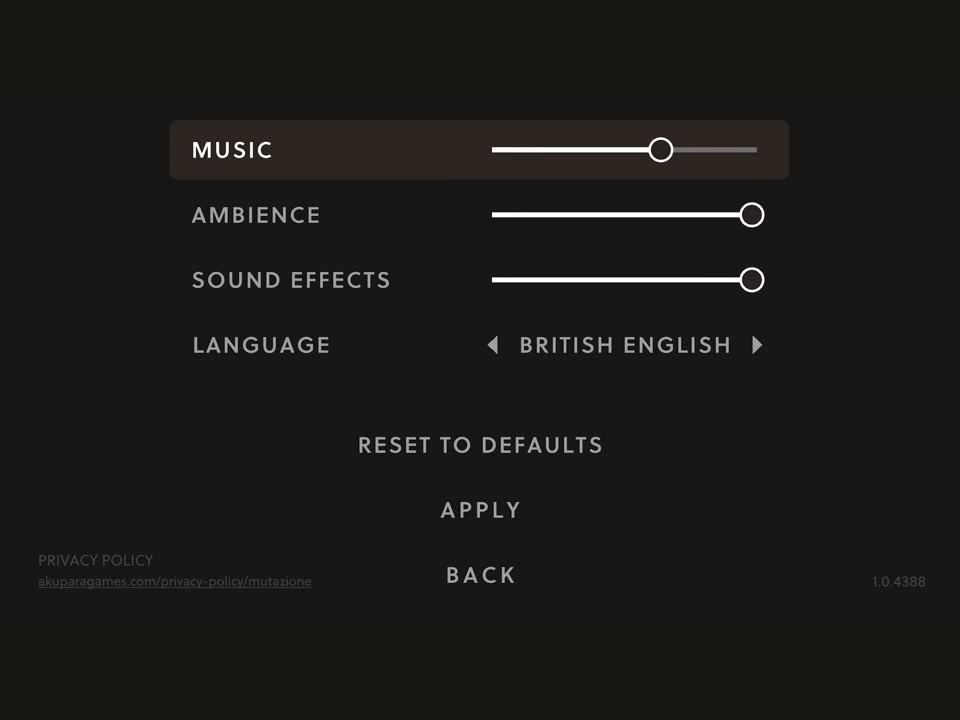 MUSIC
AMBIENCE
SOUND EFFECTS
LANGUAGE BRITISH ENGLISH
RESET TO DEFAULTS
APPLY
BACK
PRIVACY POLICY
akuparagames.com/privacy-policy/mutazione
1.0.4388